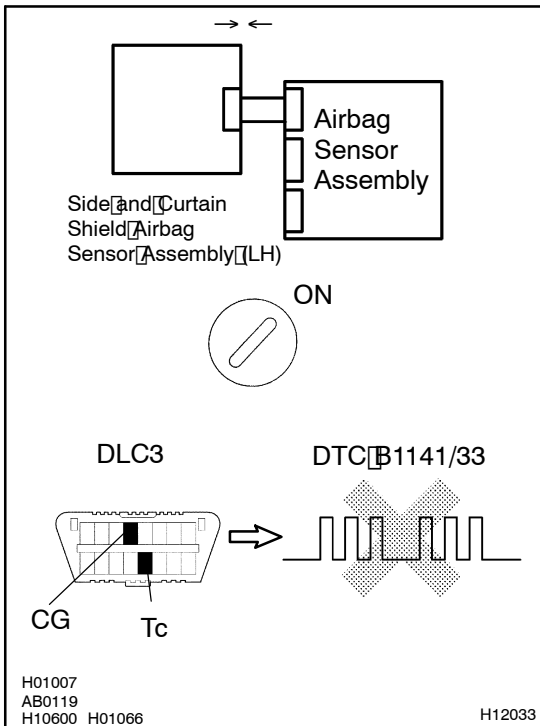 Airbag
Sensor
Assembly
Side and Curtain
Shield Airbag
Sensor Assembly (LH)
ON
DLC3
DTC B1141/33
CG
Tc
H01007
AB0119
H10600 H01066
H12033